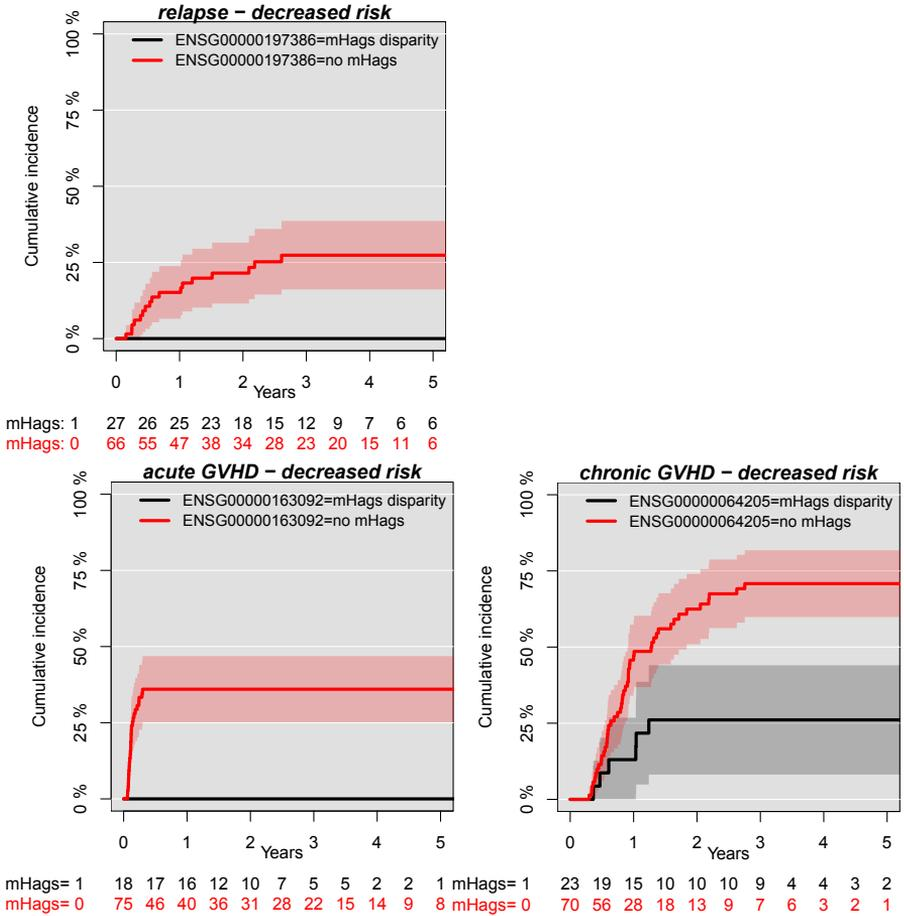 relapse − decreased risk
ENSG00000197386=mHags disparity
ENSG00000197386=no mHags
Cumulative incidence
100 %
75 %
50 %
25 %
0 %
0 1 2 3 4 5
Years
mHags: 1 27 26 25 23 18 15 12 9 7 6 6
mHags: 0 66 55 47 38 34 28 23 20 15 11 6
acute GVHD − decreased risk
ENSG00000163092=mHags disparity
ENSG00000163092=no mHags
Cumulative incidence
100 %
75 %
50 %
25 %
0 %
0 1 2 3 4 5
Years
mHags= 1 18 17 16 12 10 7 5 5 2 2 1
mHags= 0 75 46 40 36 31 28 22 15 14 9 8
chronic GVHD − decreased risk
ENSG00000064205=mHags disparity
ENSG00000064205=no mHags
Cumulative incidence
100 %
75 %
50 %
25 %
0 %
0 1 2 3 4 5
Years
mHags= 1 23 19 15 10 10 10 9 4 4 3 2
mHags= 0 70 56 28 18 13 9 7 6 3 2 1